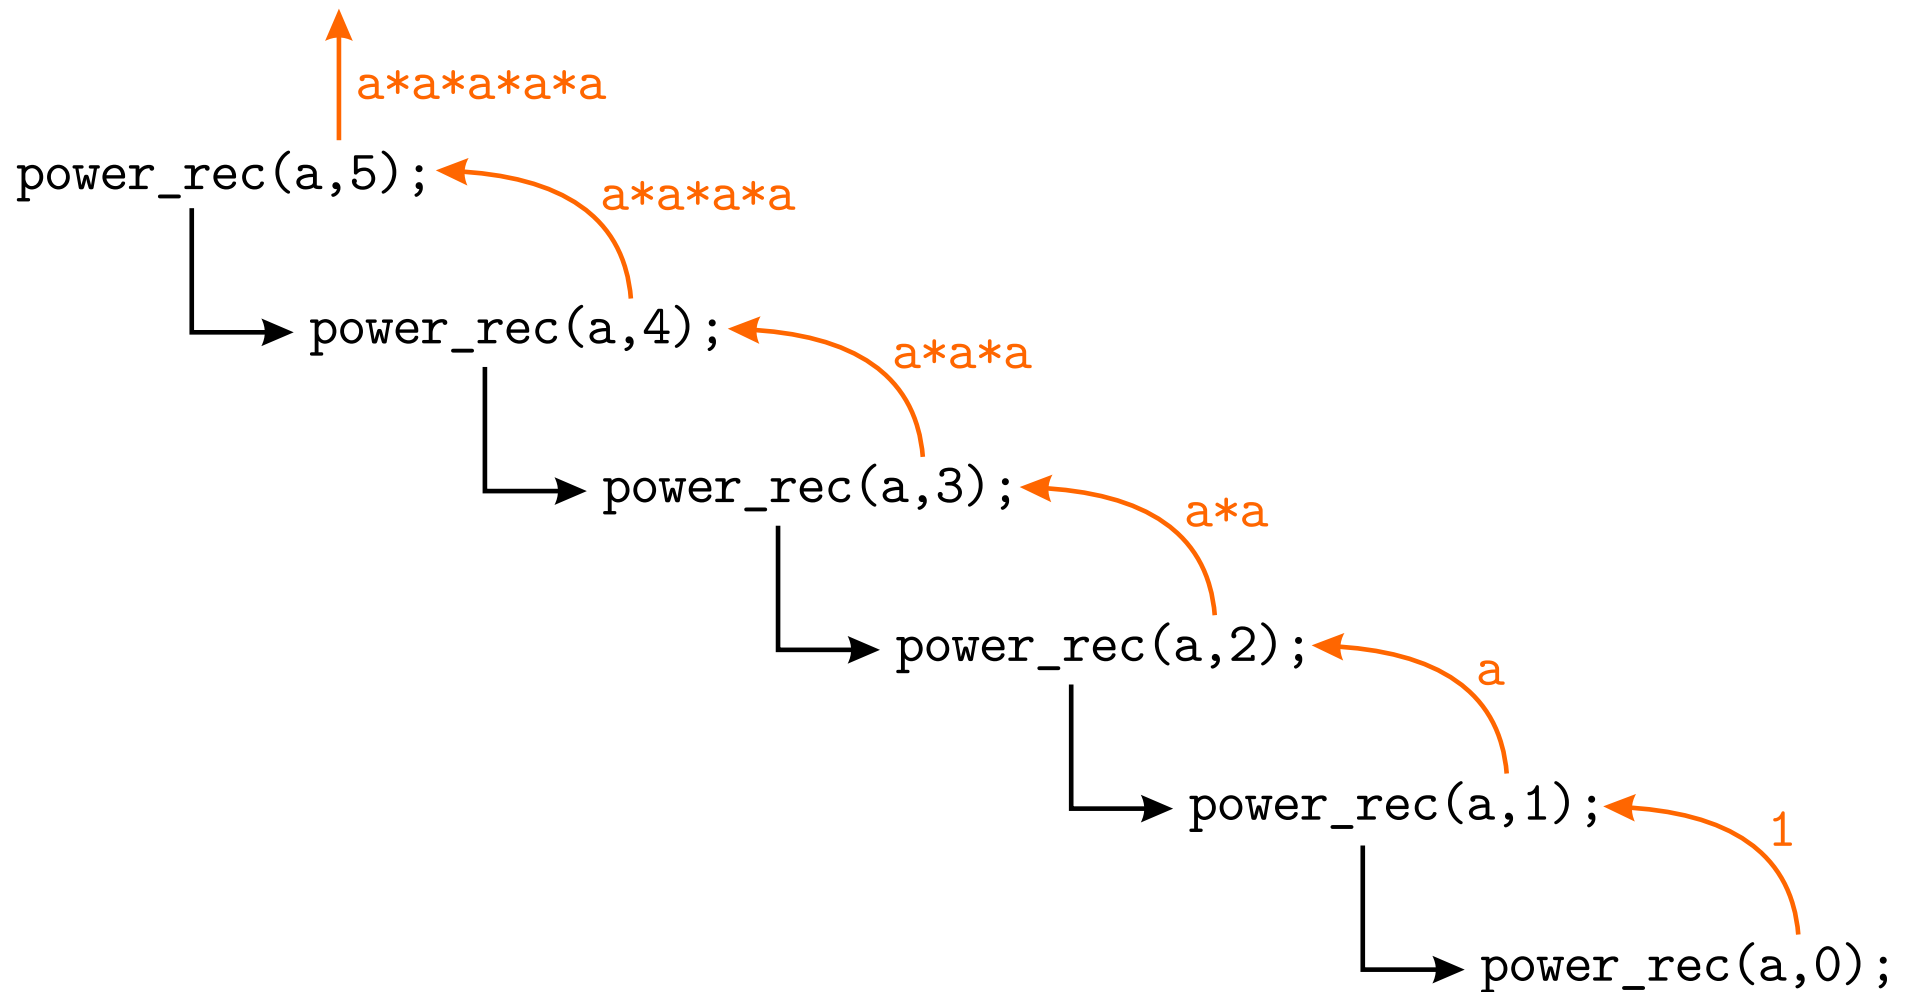 a*a*a*a*a
power_rec(a,5);
a*a*a*a
power_rec(a,4);
a*a*a
power_rec(a,3);
a*a
power_rec(a,2);
a
power_rec(a,1);
1
power_rec(a,0);